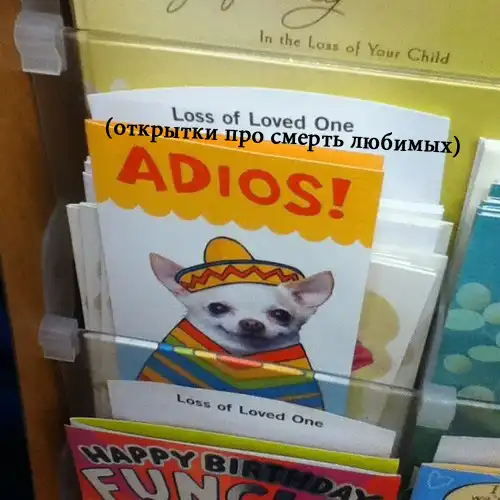 In the Loss of Your Child
Loss of Loved One
(открытки про смерть любимых)
ADIOS!
Loss of Loved One
HAPPY BIRTHDAY